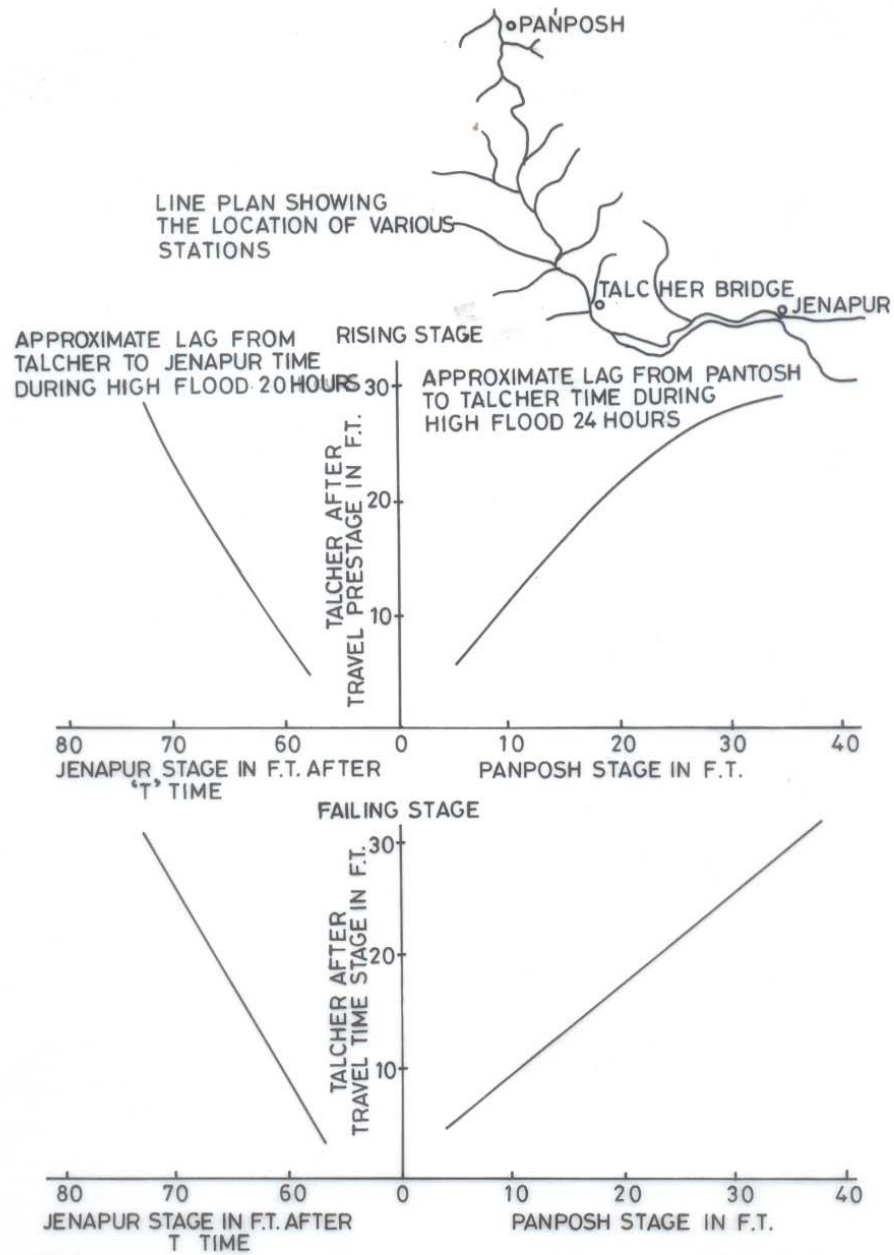 PANPOSH
LINE PLAN SHOWING
THE LOCATION OF VARIOUS
STATIONS
TALCHER BRIDGE
JENAPUR
RISING STAGE
APPROXIMATE LAG FROM
TALCHER TO JENAPUR TIME
DURING HIGH FLOOD 20 HOURS
APPROXIMATE LAG FROM PANTOSH
TO TALCHER TIME DURING
HIGH FLOOD 24 HOURS
30
20
10
TALCHER AFTER
TRAVEL PRESTAGE IN F.T.
80 70 60 0 10 20 30 40
JENAPUR STAGE IN F.T. AFTER
'T' TIME
PANPOSH STAGE IN F.T.
FAILING STAGE
30
20
10
TALCHER AFTER
TRAVEL TIME STAGE IN F.T.
80 70 60 0 10 20 30 40
JENAPUR STAGE IN F.T. AFTER
T TIME
PANPOSH STAGE IN F.T.